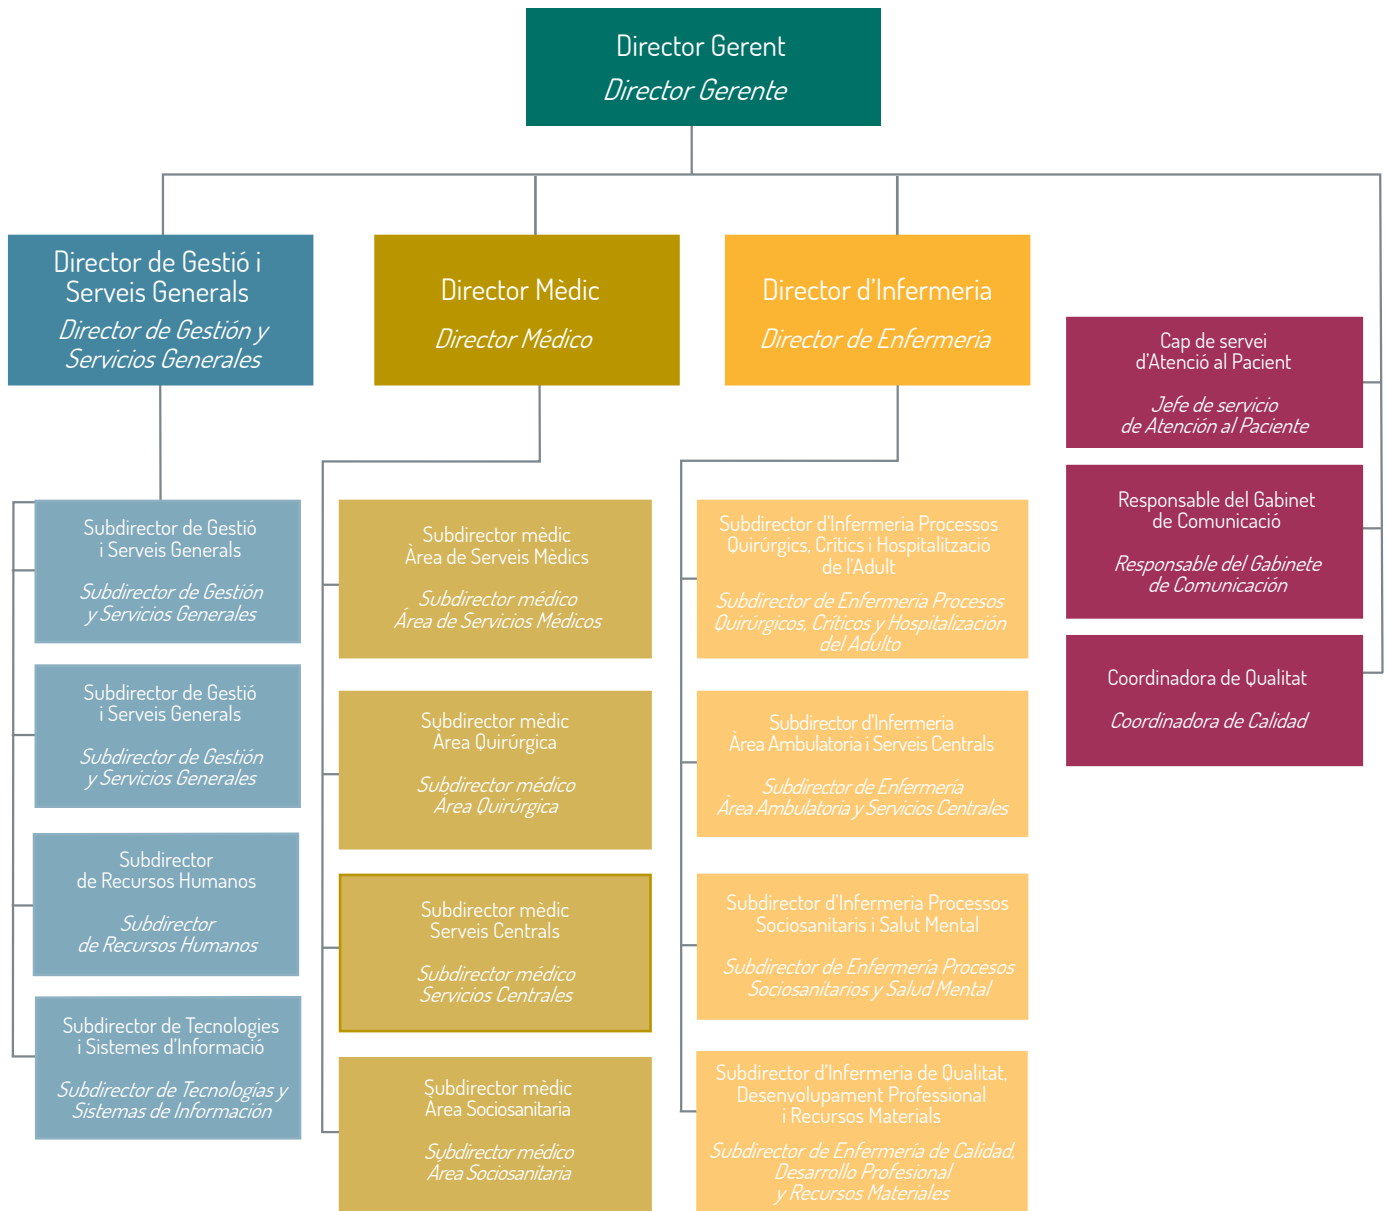 Director Gerent
Director Gerente
Director de Gestió i
Serveis Generals
Director de Gestión y
Servicios Generales
Director Mèdic
Director Médico
Director d'Infermeria
Director de Enfermería
Cap de servei
d'Atenció al Pacient
Jefe de servicio
de Atención al Paciente
Responsable del Gabinet
de Comunicació
Responsable del Gabinete
de Comunicación
Coordinadora de Qualitat
Coordinadora de Calidad
Subdirector de Gestió
i Serveis Generals
Subdirector de Gestión
y Servicios Generales
Subdirector de Gestió
i Serveis Generals
Subdirector de Gestión
y Servicios Generales
Subdirector
de Recursos Humanos
Subdirector
de Recursos Humanos
Subdirector de Tecnologies
i Sistemes d'Informació
Subdirector de Tecnologías y
Sistemas de Información
Subdirector mèdic
Àrea de Serveis Mèdics
Subdirector médico
Área de Servicios Médicos
Subdirector mèdic
Àrea Quirúrgica
Subdirector médico
Área Quirúrgica
Subdirector mèdic
Serveis Centrals
Subdirector médico
Servicios Centrales
Subdirector mèdic
Àrea Sociosanitaria
Subdirector médico
Área Sociosanitaria
Subdirector d'Infermeria Processos
Quirúrgics, Crítics i Hospitalització
de l'Adult
Subdirector de Enfermería Procesos
Quirúrgicos, Críticos y Hospitalización
del Adulto
Subdirector d'Infermeria
Àrea Ambulatoria i Serveis Centrals
Subdirector de Enfermería
Àrea Ambulatoria y Servicios Centrales
Subdirector d'Infermeria Processos
Sociosanitaris i Salut Mental
Subdirector de Enfermería Procesos
Sociosanitarios y Salud Mental
Subdirector d'Infermeria de Qualitat,
Desenvolupament Professional
i Recursos Materials
Subdirector de Enfermería de Calidad,
Desarrollo Profesional
y Recursos Materiales